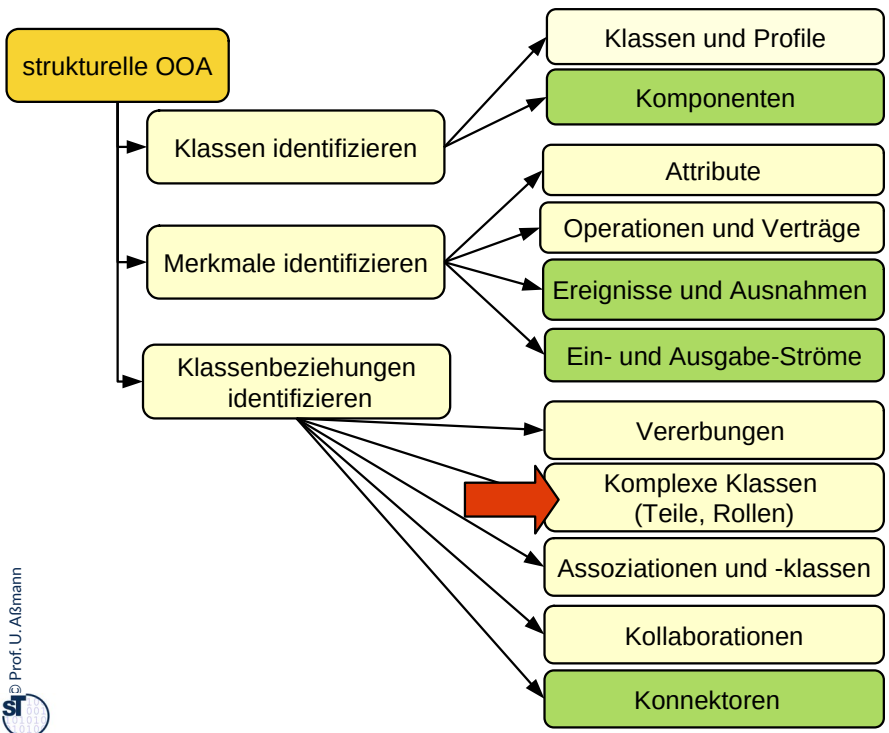 strukturelle OOA
Klassen identifizieren
Klassen und Profile
Komponenten
Merkmale identifizieren
Attribute
Operationen und Verträge
Ereignisse und Ausnahmen
Ein- und Ausgabe-Ströme
Klassenbeziehungen
identifizieren
Vererbungen
Komplexe Klassen
(Teile, Rollen)
Assoziationen und -klassen
Kollaborationen
Konnektoren
© Prof. U. Aßmann
ST